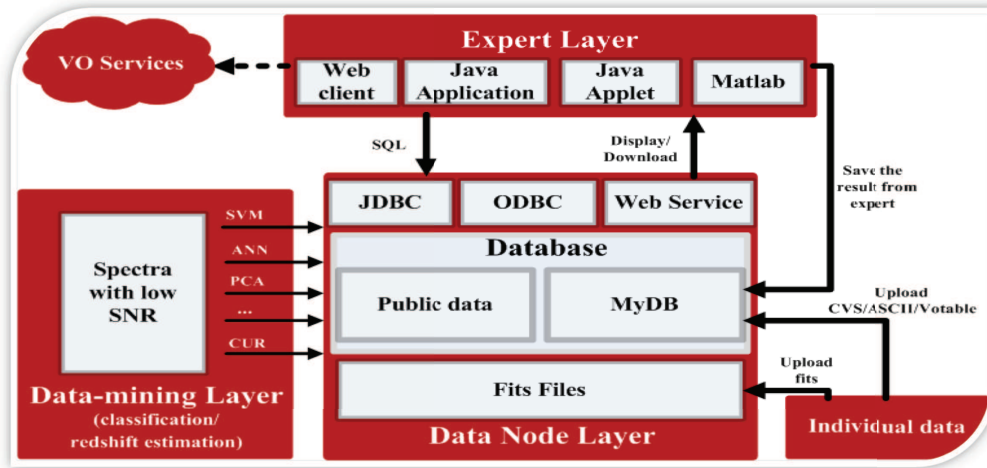 VO Services
Expert Layer
Web
client
Java
Application
Java
Applet
Matlab
SQL
Display/
Download
Save the
result from
expert
JDBC
ODBC
Web Service
Database
Public data
MyDB
Fits Files
Data Node Layer
Spectra
with low
SNR
SVM
ANN
PCA
...
CUR
Data-mining Layer
(classification/
redshift estimation)
Upload
CVS/ASCII/Votable
Upload
fits
Individual data